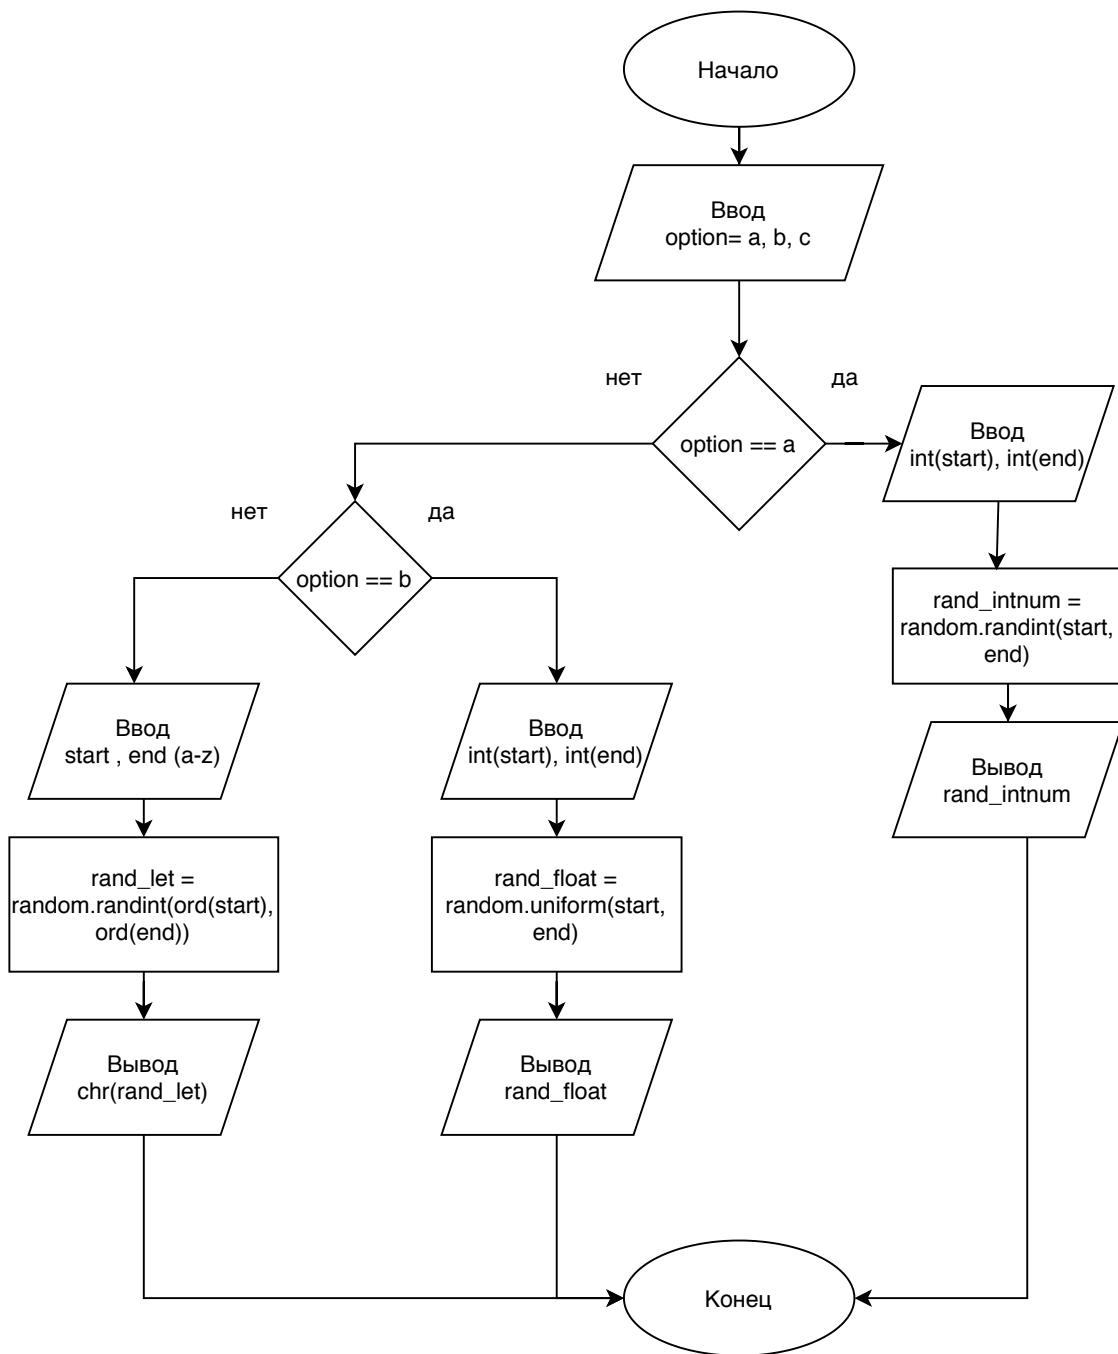 Начало
Ввод
option= a, b, c
нет
да
option == a
Ввод
int(start), int(end)
нет
да
option == b
rand_intnum =
random.randint(start,
end)
Ввод
start , end (a-z)
Ввод
int(start), int(end)
Вывод
rand_intnum
rand_let =
random.randint(ord(start),
ord(end))
rand_float =
random.uniform(start,
end)
Вывод
chr(rand_let)
Вывод
rand_float
Конец